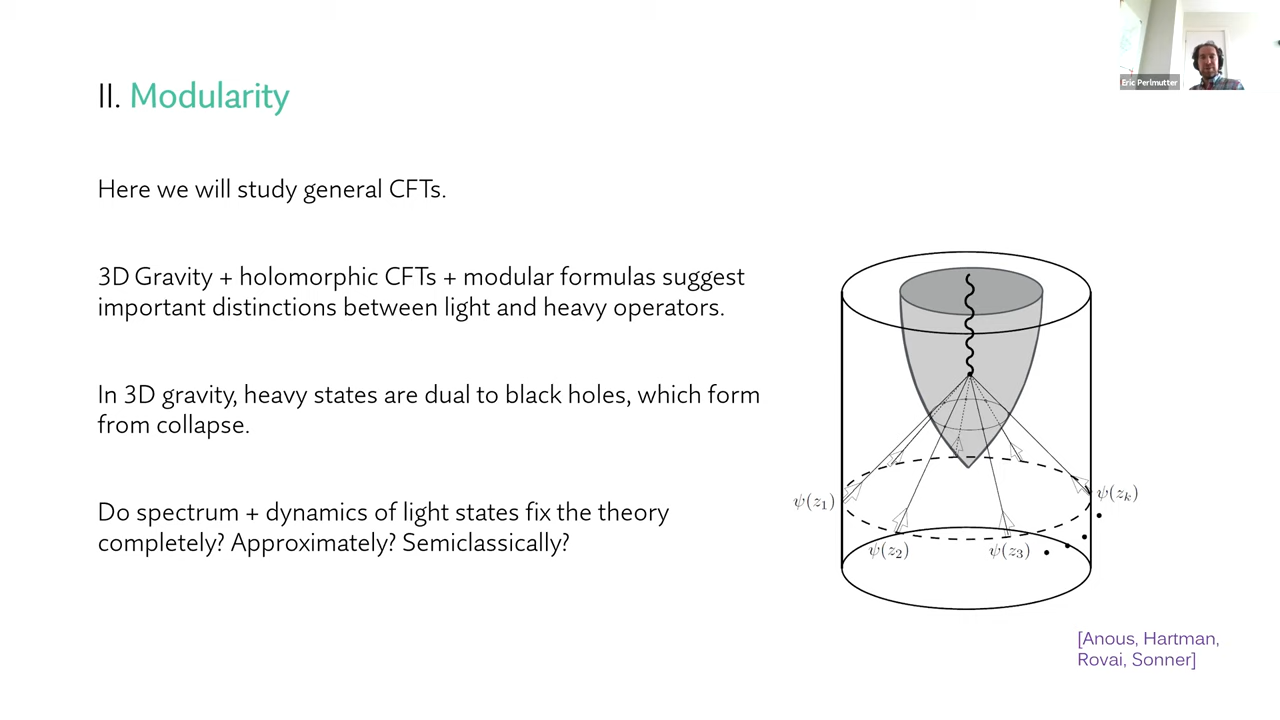 Eric Perlmutter
II. Modularity
Here we will study general CFTs.
3D Gravity + holomorphic CFTs + modular formulas suggest
important distinctions between light and heavy operators.
In 3D gravity, heavy states are dual to black holes, which form
from collapse.
Do spectrum + dynamics of light states fix the theory
completely? Approximately? Semiclassically?
ψ(z₁)
ψ(z₂)
ψ(z₃)
ψ(zₖ)
[Anous, Hartman,
Rovai, Sonner]